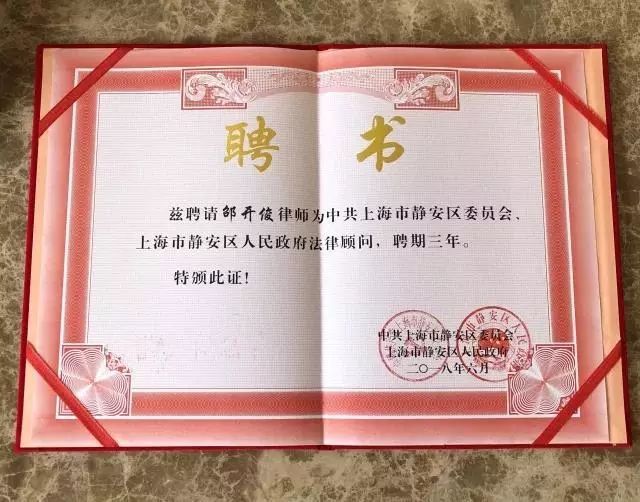 聘书
兹聘请邹开俊律师为中共上海市静安区委员会、
上海市静安区人民政府法律顾问，聘期三年。
特颁此证！
中共上海市静安区委员会
上海市静安区人民政府
二〇一八年六月